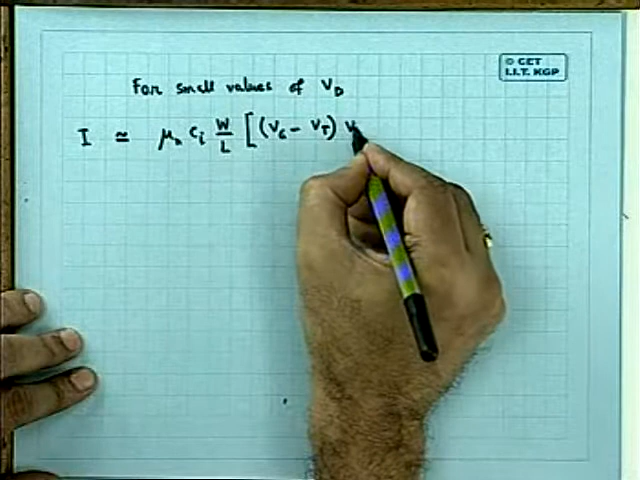 For small values of V_D
© CET
I.I.T. KGP
I ≃ μ_n C_i W/L [(V_G − V_T) V